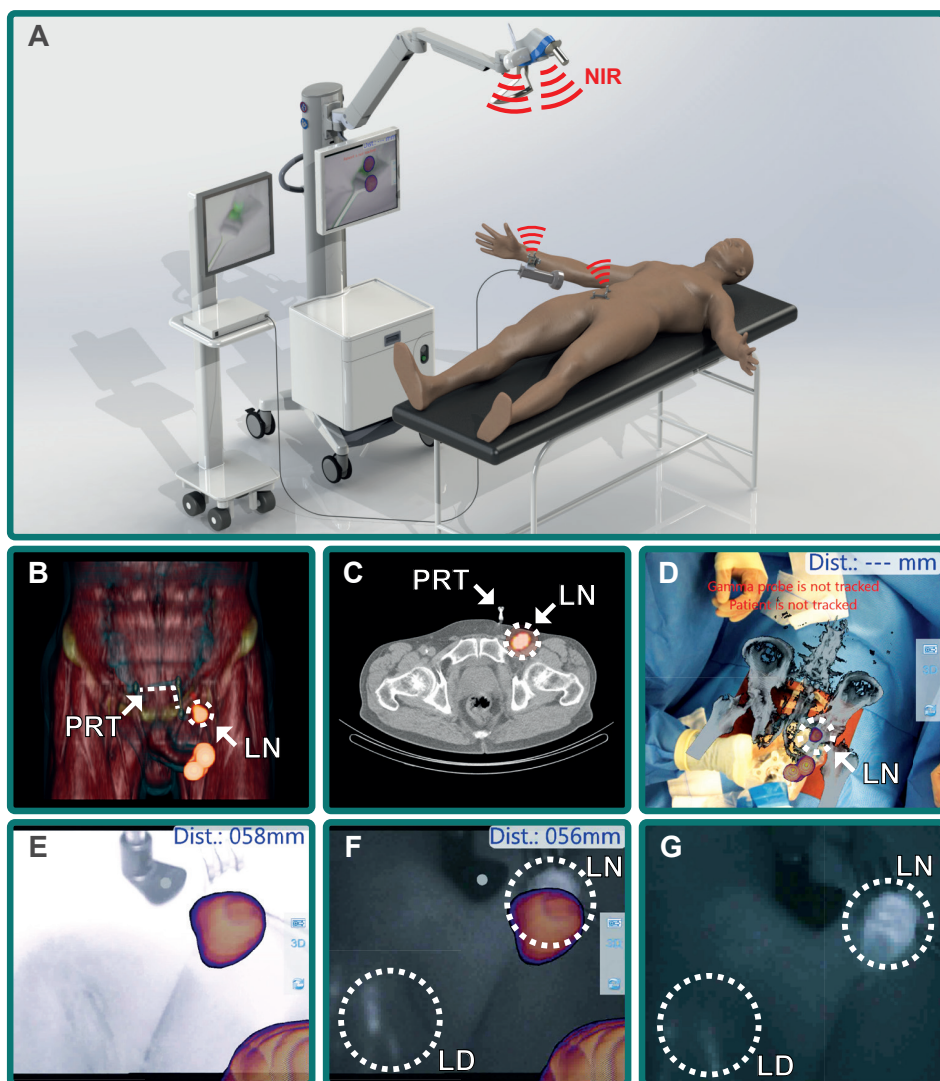 A
NIR
B
PRT
LN
C
PRT
LN
D
Dist.: --- mm
Gamma probe is not tracked
Patient is not tracked
3D
LN
E
Dist.: 058mm
3D
F
Dist.: 056mm
LN
3D
LD
G
LN
LD